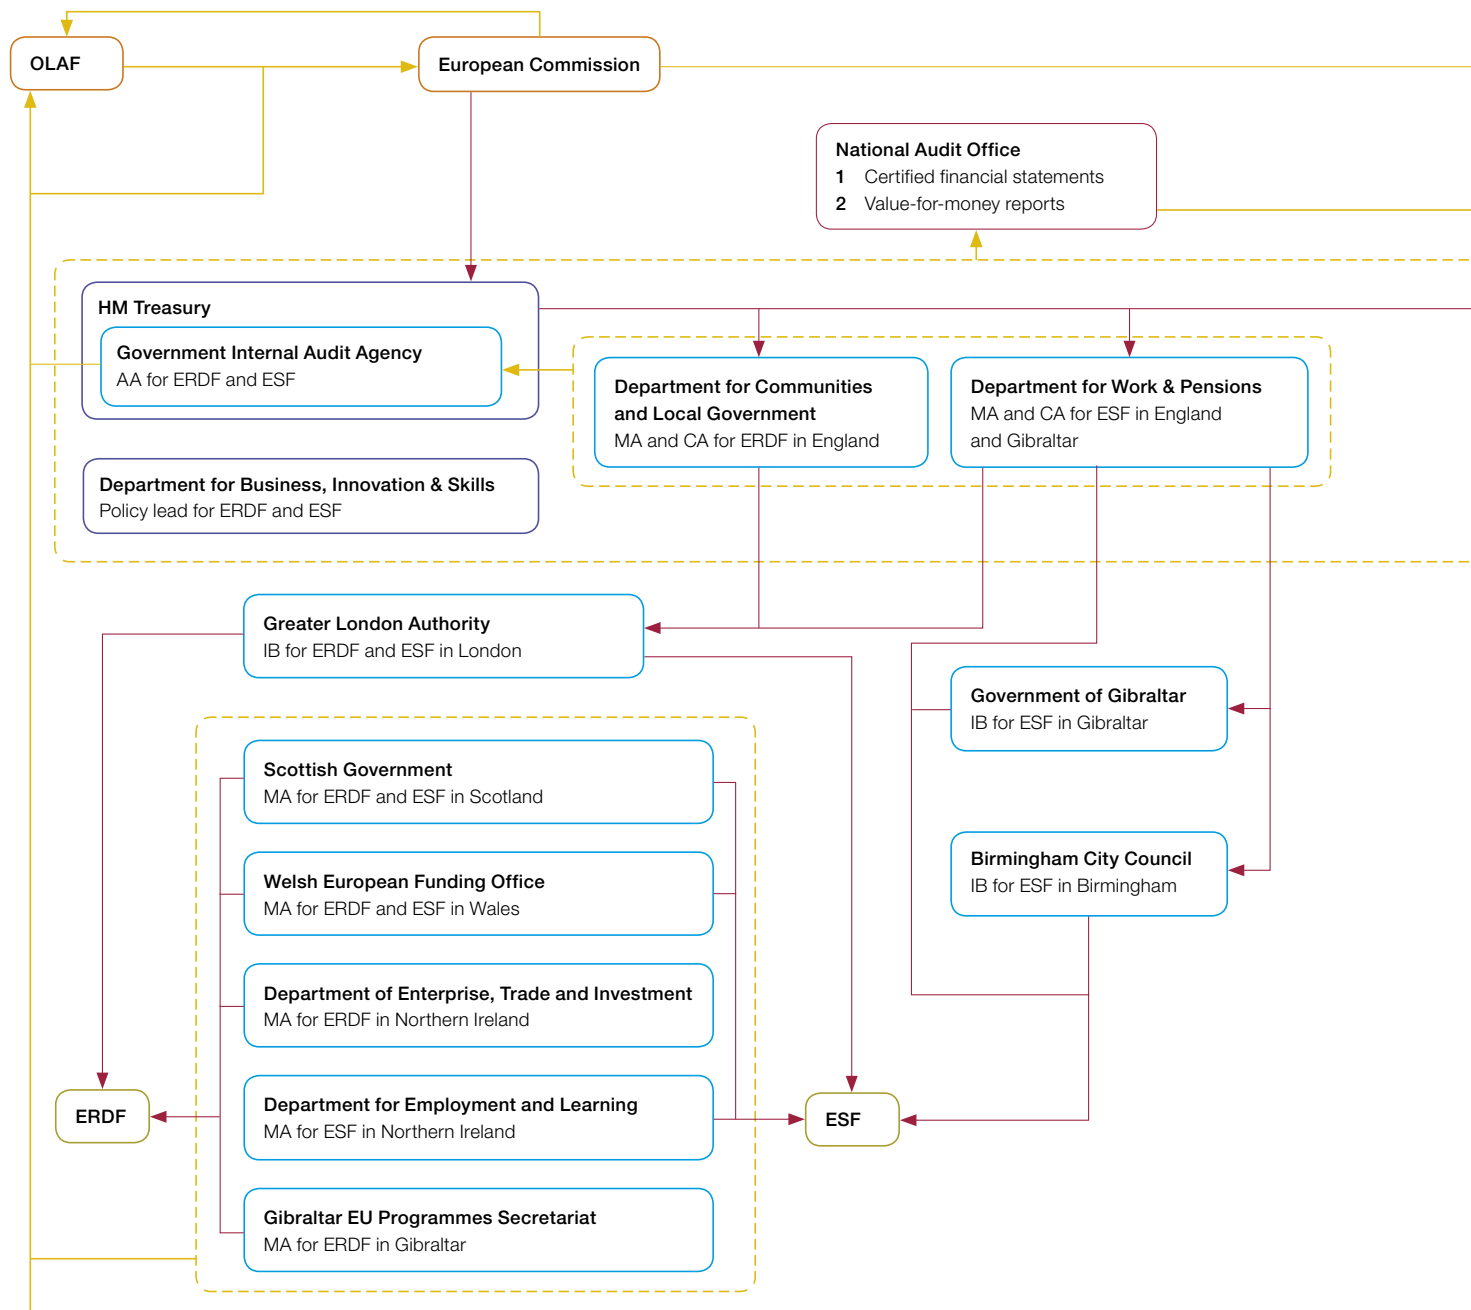 OLAF
European Commission
National Audit Office
1 Certified financial statements
2 Value-for-money reports
HM Treasury
Government Internal Audit Agency
AA for ERDF and ESF
Department for Communities
and Local Government
MA and CA for ERDF in England
Department for Work & Pensions
MA and CA for ESF in England
and Gibraltar
Department for Business, Innovation & Skills
Policy lead for ERDF and ESF
Greater London Authority
IB for ERDF and ESF in London
Government of Gibraltar
IB for ESF in Gibraltar
Scottish Government
MA for ERDF and ESF in Scotland
Birmingham City Council
IB for ESF in Birmingham
Welsh European Funding Office
MA for ERDF and ESF in Wales
Department of Enterprise, Trade and Investment
MA for ERDF in Northern Ireland
Department for Employment and Learning
MA for ESF in Northern Ireland
ERDF
ESF
Gibraltar EU Programmes Secretariat
MA for ERDF in Gibraltar